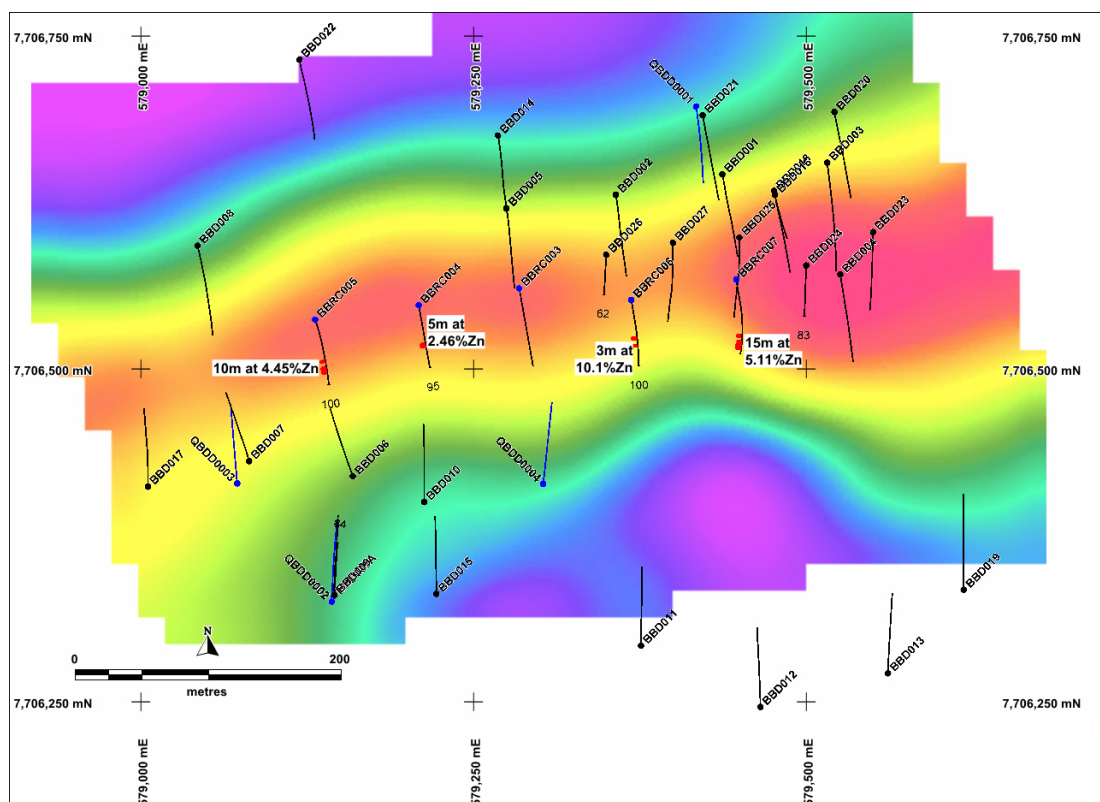 7,706,750 mN
579,000 mE
579,250 mE
579,500 mE
7,706,750 mN
BBD022
QBDD0001
BBD021
BBD020
BBD014
BBD003
BBD001
BBD002
BBD016
BBD005
BBD008
BBD025
BBD023
BBD027
BBD026
BBD024
BBD004
BBRC007
BBRC003
BBRC006
BBRC004
BBRC005
62
83
5m at
2.46%Zn
15m at
5.11%Zn
3m at
10.1%Zn
10m at 4.45%Zn
7,706,500 mN
7,706,500 mN
95
100
100
QBDD0003
BBD007
BBD017
BBD006
QBDD0004
BBD010
QBDD0002
BBD015
BBD019
BBD011
BBD013
BBD012
N
0
200
metres
7,706,250 mN
7,706,250 mN
579,000 mE
579,250 mE
579,500 mE